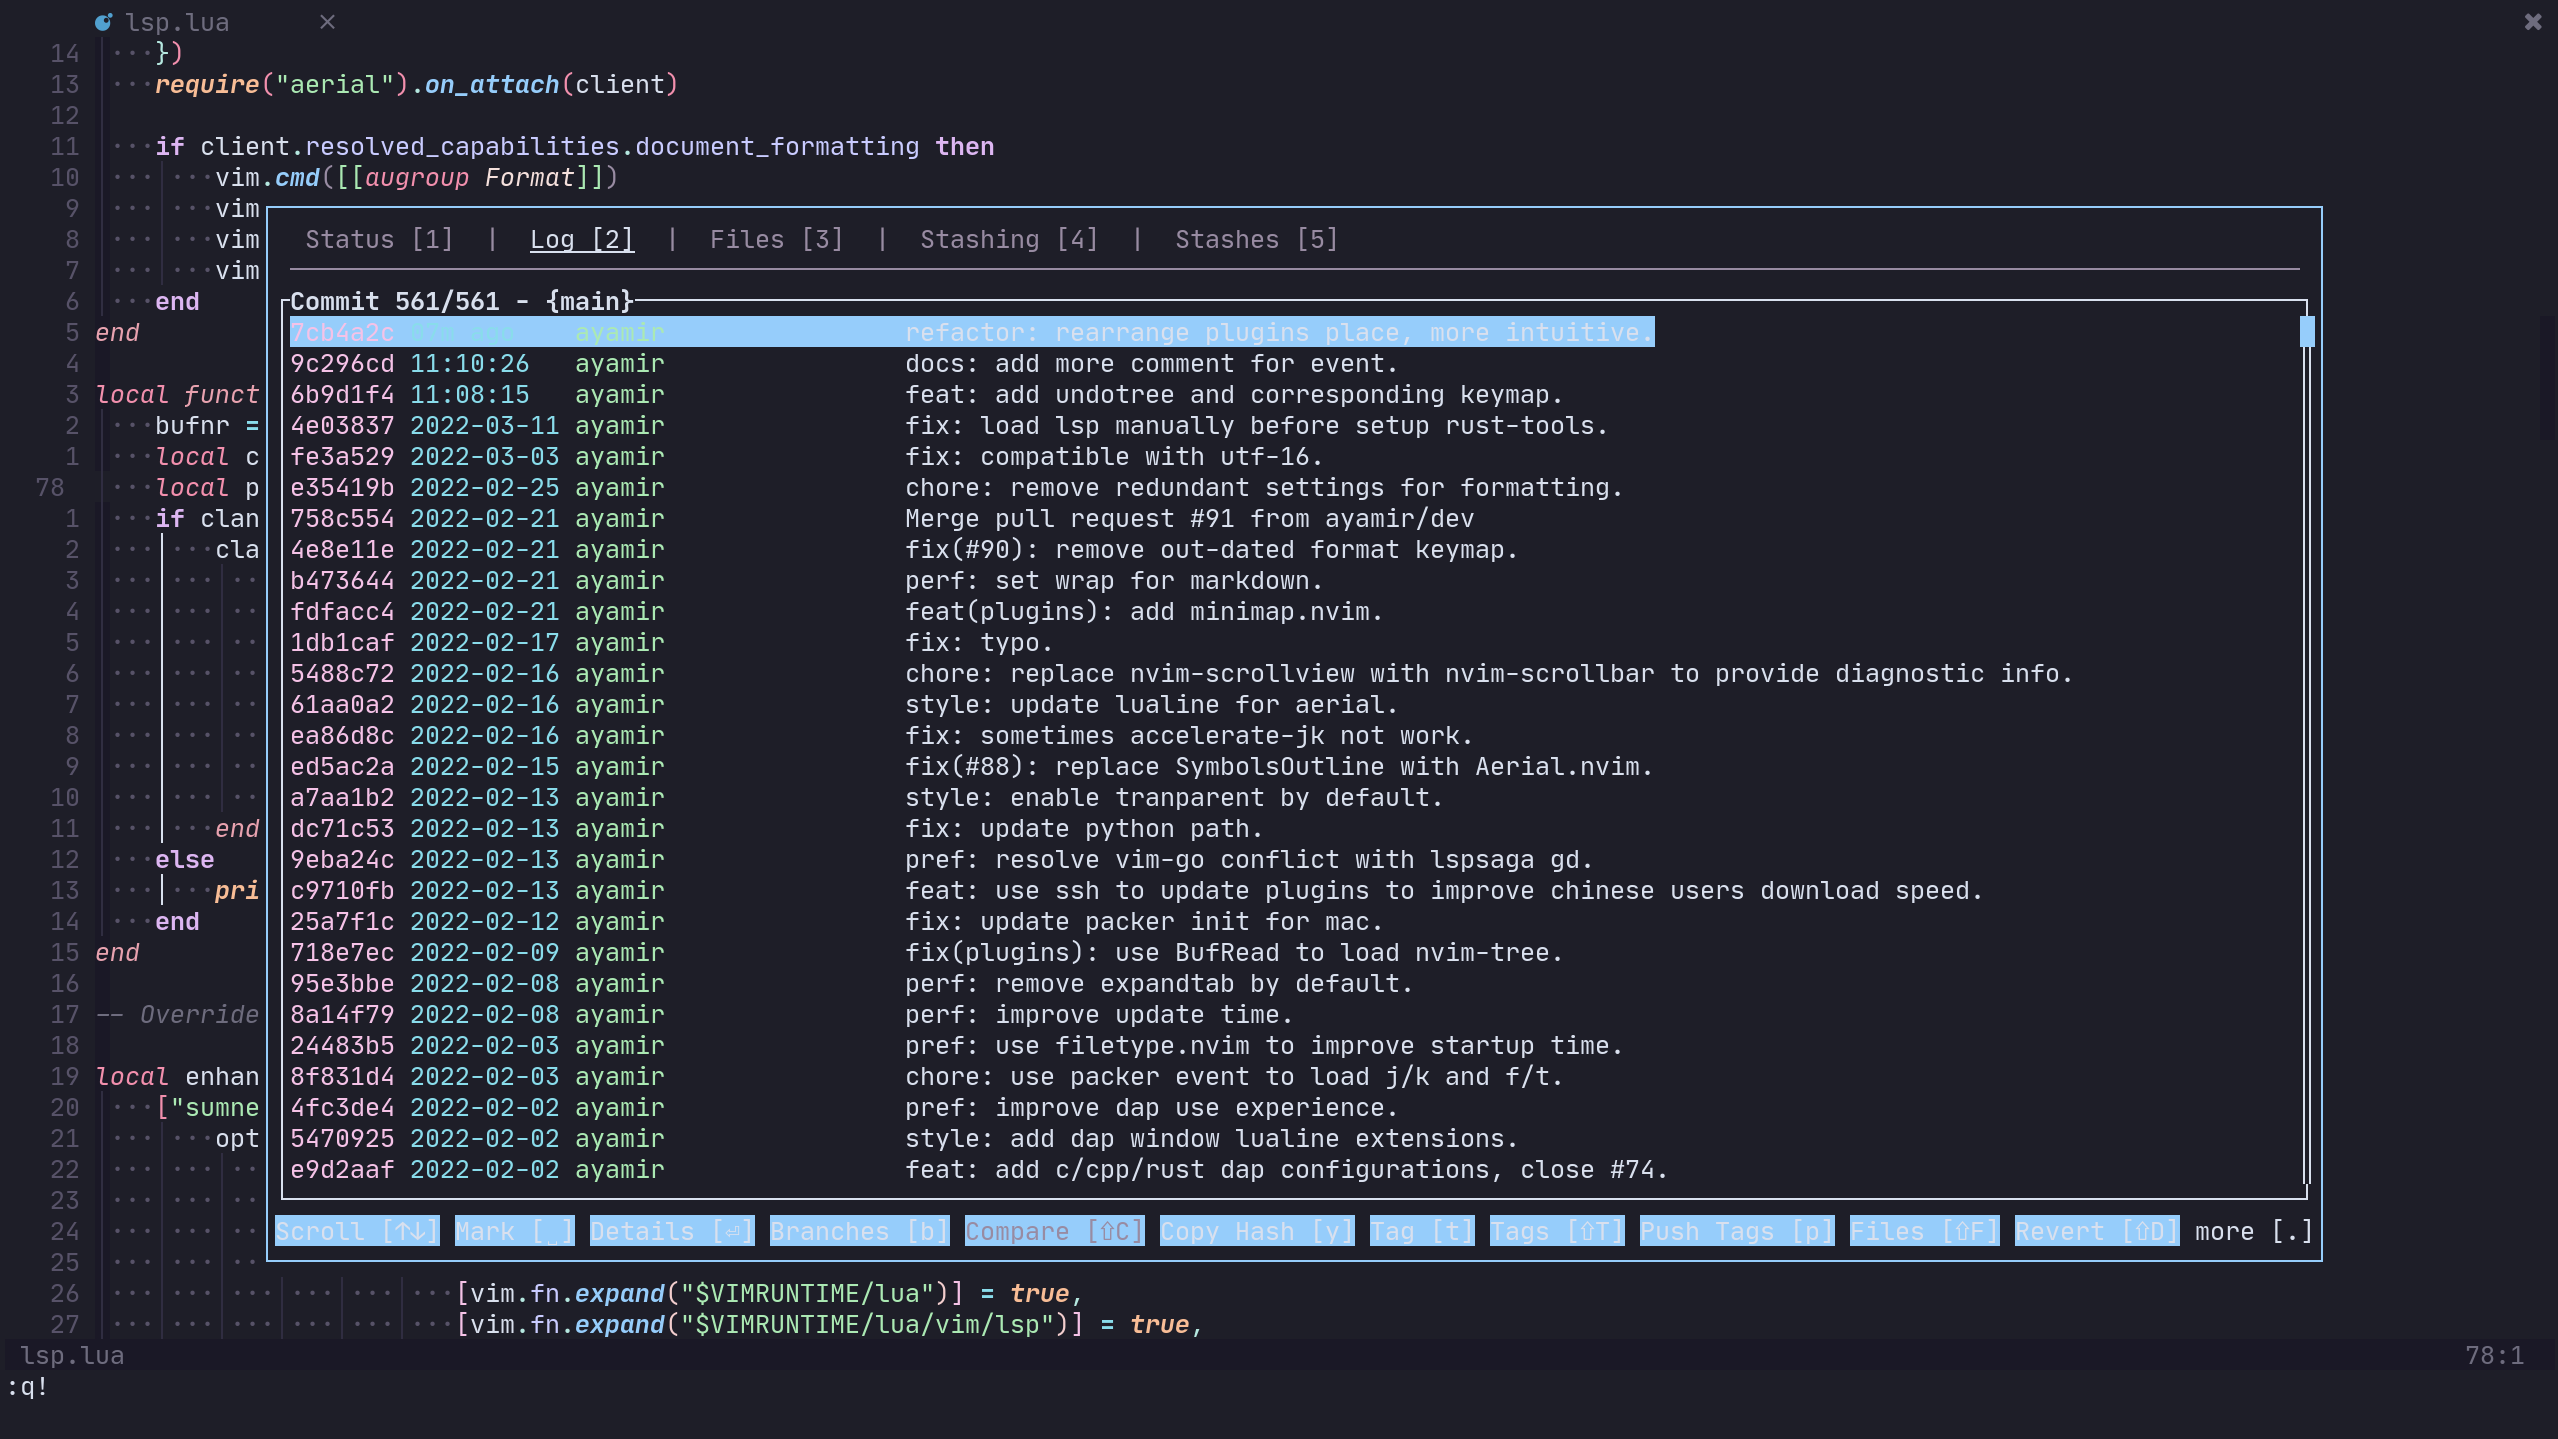 lsp.lua × ✖
14 ···})
13 ···require("aerial").on_attach(client)
12
11 ···if client.resolved_capabilities.document_formatting then
10 ··· ···vim.cmd([[augroup Format]])
9 ··· ···vim
8 ··· ···vim
7 ··· ···vim
6 ···end
5 end
4
3 local funct
2 ···bufnr =
1 ···local c
78 ···local p
1 ···if clan
2 ··· ···cla
3 ··· ··· ··
4 ··· ··· ··
5 ··· ··· ··
6 ··· ··· ··
7 ··· ··· ··
8 ··· ··· ··
9 ··· ··· ··
10 ··· ··· ··
11 ··· ···end
12 ···else
13 ··· ···pri
14 ···end
15 end
16
17 -- Override
18
19 local enhan
20 ···["sumne
21 ··· ···opt
22 ··· ··· ··
23 ··· ··· ··
24 ··· ··· ··
25 ··· ··· ··
Status [1] | Log [2] | Files [3] | Stashing [4] | Stashes [5]
Commit 561/561 - {main}
7cb4a2c ayamir refactor: rearrange plugins place, more intuitive.
9c296cd 11:10:26 ayamir docs: add more comment for event.
6b9d1f4 11:08:15 ayamir feat: add undotree and corresponding keymap.
4e03837 2022-03-11 ayamir fix: load lsp manually before setup rust-tools.
fe3a529 2022-03-03 ayamir fix: compatible with utf-16.
e35419b 2022-02-25 ayamir chore: remove redundant settings for formatting.
758c554 2022-02-21 ayamir Merge pull request #91 from ayamir/dev
4e8e11e 2022-02-21 ayamir fix(#90): remove out-dated format keymap.
b473644 2022-02-21 ayamir perf: set wrap for markdown.
fdfacc4 2022-02-21 ayamir feat(plugins): add minimap.nvim.
1db1caf 2022-02-17 ayamir fix: typo.
5488c72 2022-02-16 ayamir chore: replace nvim-scrollview with nvim-scrollbar to provide diagnostic info.
61aa0a2 2022-02-16 ayamir style: update lualine for aerial.
ea86d8c 2022-02-16 ayamir fix: sometimes accelerate-jk not work.
ed5ac2a 2022-02-15 ayamir fix(#88): replace SymbolsOutline with Aerial.nvim.
a7aa1b2 2022-02-13 ayamir style: enable tranparent by default.
dc71c53 2022-02-13 ayamir fix: update python path.
9eba24c 2022-02-13 ayamir pref: resolve vim-go conflict with lspsaga gd.
c9710fb 2022-02-13 ayamir feat: use ssh to update plugins to improve chinese users download speed.
25a7f1c 2022-02-12 ayamir fix: update packer init for mac.
718e7ec 2022-02-09 ayamir fix(plugins): use BufRead to load nvim-tree.
95e3bbe 2022-02-08 ayamir perf: remove expandtab by default.
8a14f79 2022-02-08 ayamir perf: improve update time.
24483b5 2022-02-03 ayamir pref: use filetype.nvim to improve startup time.
8f831d4 2022-02-03 ayamir chore: use packer event to load j/k and f/t.
4fc3de4 2022-02-02 ayamir pref: improve dap use experience.
5470925 2022-02-02 ayamir style: add dap window lualine extensions.
e9d2aaf 2022-02-02 ayamir feat: add c/cpp/rust dap configurations, close #74.
Scroll [↑↓] Mark [␣] Details [⏎] Branches [b] Compare [⇧C] Copy Hash [y] Tag [t] Tags [⇧T] Push Tags [p] Files [⇧F] Revert [⇧D] more [.]
26 ··· ··· ··· ··· ··· ···[vim.fn.expand("$VIMRUNTIME/lua")] = true,
27 ··· ··· ··· ··· ··· ···[vim.fn.expand("$VIMRUNTIME/lua/vim/lsp")] = true,
lsp.lua 78:1
:q!